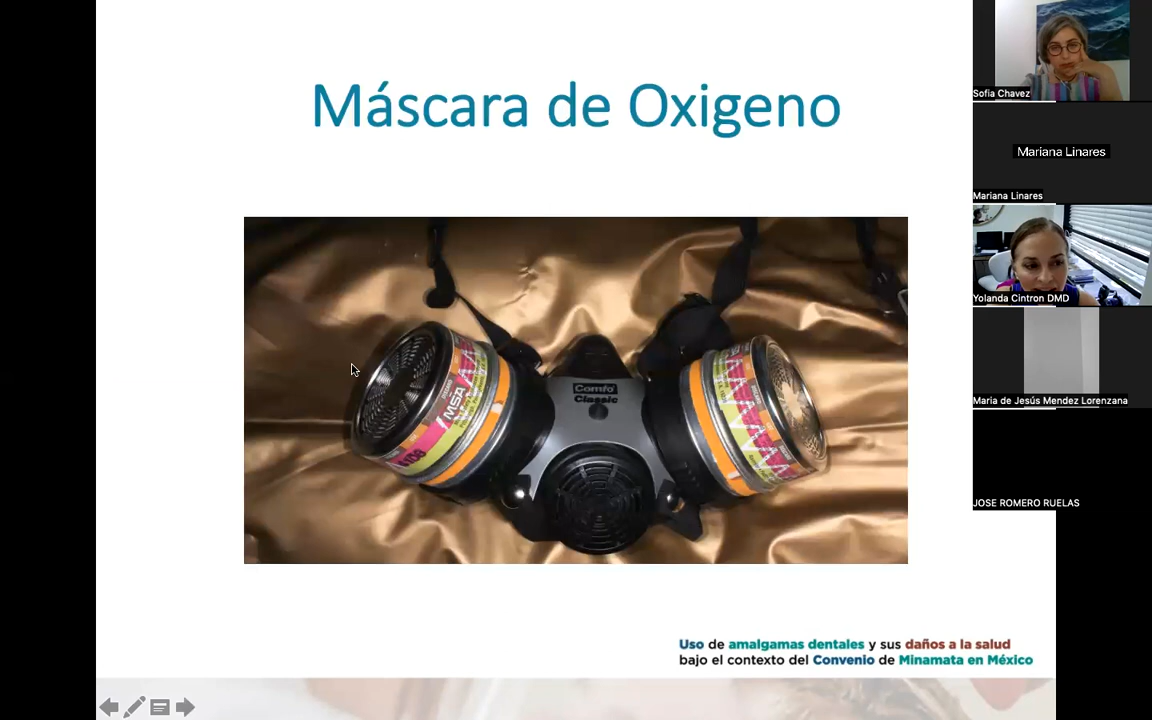 Máscara de Oxigeno
Comfo
Classic
MSA
Uso de amalgamas dentales y sus daños a la salud
bajo el contexto del Convenio de Minamata en México
Sofia Chavez
Mariana Linares
Mariana Linares
Yolanda Cintron DMD
Maria de Jesús Mendez Lorenzana
JOSE ROMERO RUELAS